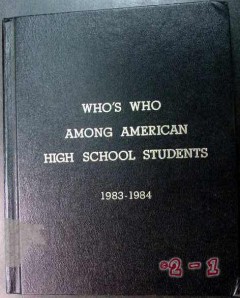 WHO'S WHO
AMONG AMERICAN
HIGH SCHOOL STUDENTS
1983-1984
2-1